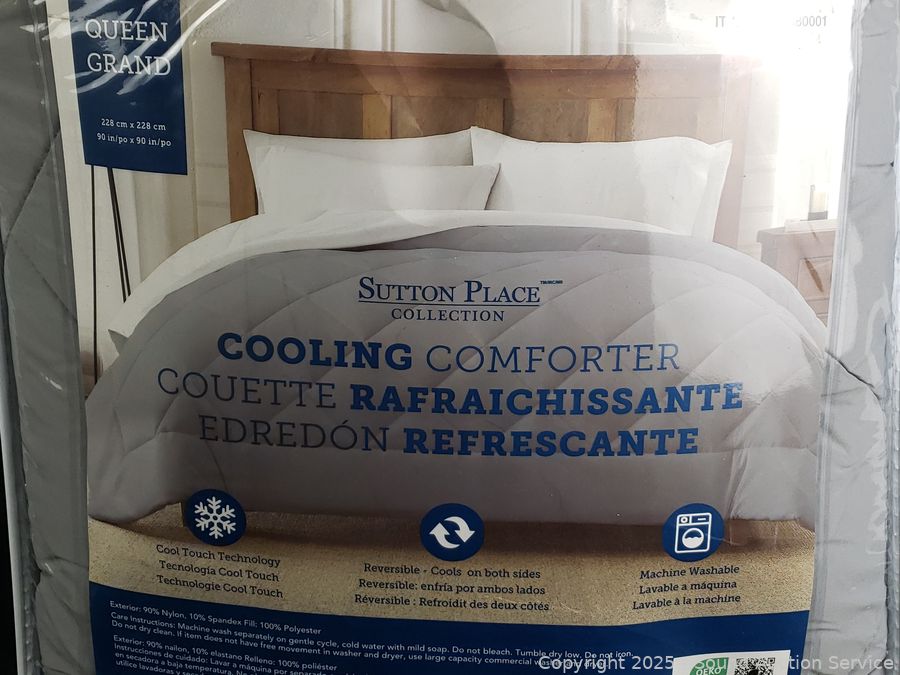 QUEEN
GRAND
228 cm x 228 cm
90 in/po x 90 in/po
SUTTON PLACE
COLLECTION
COOLING COMFORTER
COUETTE RAFRAICHISSANTE
EDREDÓN REFRESCANTE
Cool Touch Technology
Tecnología Cool Touch
Technologie Cool Touch
Reversible - Cools on both sides
Reversible: enfría por ambos lados
Réversible : Refroidit des deux côtés
Machine Washable
Lavable a máquina
Lavable à la machine
Exterior: 90% Nylon, 10% Spandex Fill; 100% Polyester
Care Instructions: Machine wash separately on gentle cycle, cold water with mild soap. Do not bleach. Tumble dry low. Do not iron.
Do not dry clean. If item does not have free movement in washer and dryer, use large capacity commercial
Exterior: 90% nailon, 10% elastano Relleno: 100% poliéster
Instrucciones de cuidado: Lavar a máquina por
en secadora a baja temperatura.
utilice lavadoras y
OEKO
Copyright 2025 Service.